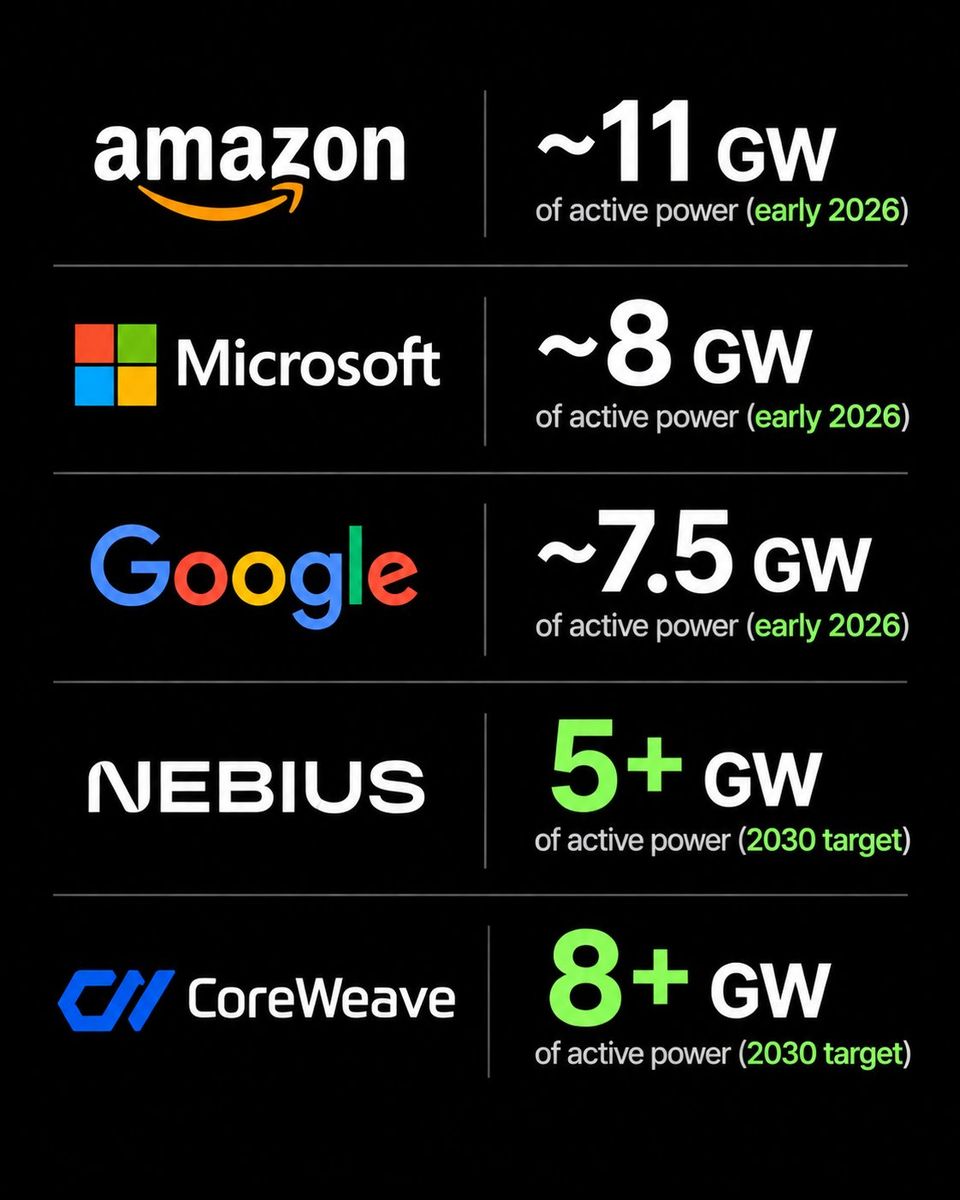 amazon
~11 GW
of active power (early 2026)
Microsoft
~8 GW
of active power (early 2026)
Google
~7.5 GW
of active power (early 2026)
NEBIUS
5+ GW
of active power (2030 target)
CoreWeave
8+ GW
of active power (2030 target)